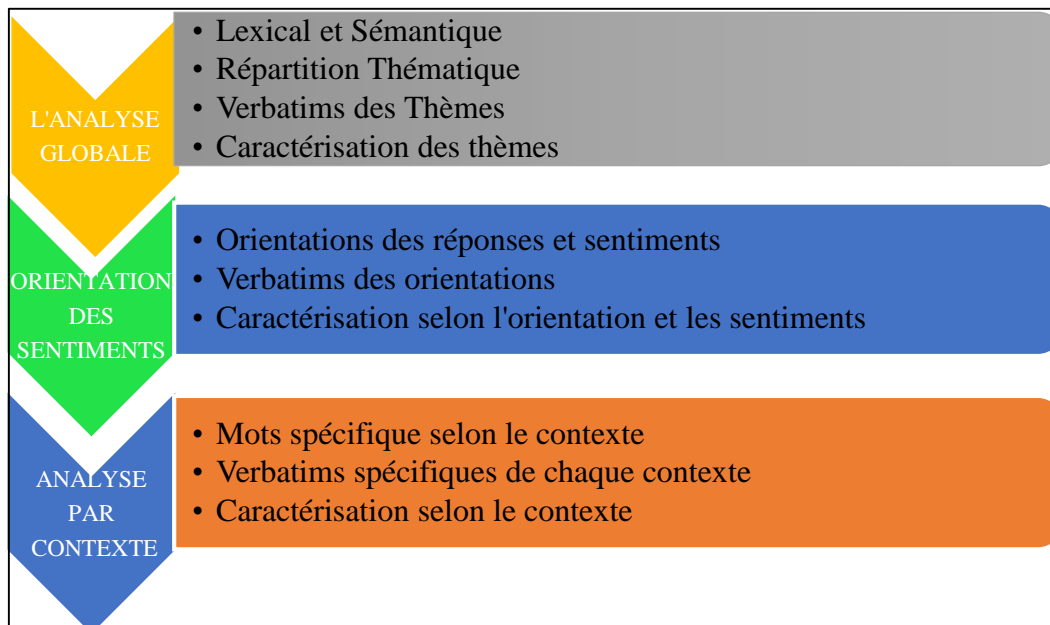 L'ANALYSE
GLOBALE
• Lexical et Sémantique
• Répartition Thématique
• Verbatims des Thèmes
• Caractérisation des thèmes
ORIENTATION
DES
SENTIMENTS
• Orientations des réponses et sentiments
• Verbatims des orientations
• Caractérisation selon l'orientation et les sentiments
ANALYSE
PAR
CONTEXTE
• Mots spécifique selon le contexte
• Verbatims spécifiques de chaque contexte
• Caractérisation selon le contexte